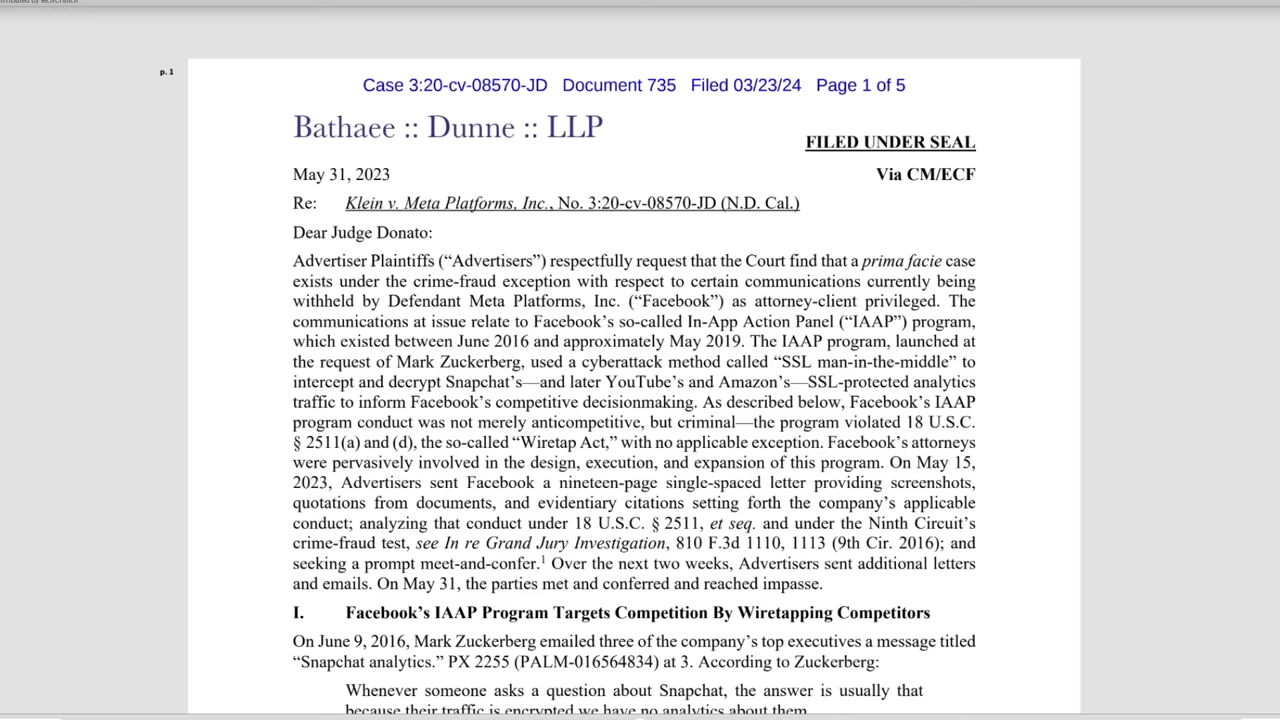 p. 1
Case 3:20-cv-08570-JD Document 735 Filed 03/23/24 Page 1 of 5
Bathaee :: Dunne :: LLP
FILED UNDER SEAL
May 31, 2023 Via CM/ECF
Re: Klein v. Meta Platforms, Inc., No. 3:20-cv-08570-JD (N.D. Cal.)
Dear Judge Donato:
Advertiser Plaintiffs (“Advertisers”) respectfully request that the Court find that a prima facie case
exists under the crime-fraud exception with respect to certain communications currently being
withheld by Defendant Meta Platforms, Inc. (“Facebook”) as attorney-client privileged. The
communications at issue relate to Facebook’s so-called In-App Action Panel (“IAAP”) program,
which existed between June 2016 and approximately May 2019. The IAAP program, launched at
the request of Mark Zuckerberg, used a cyberattack method called “SSL man-in-the-middle” to
intercept and decrypt Snapchat’s—and later YouTube’s and Amazon’s—SSL-protected analytics
traffic to inform Facebook’s competitive decisionmaking. As described below, Facebook’s IAAP
program conduct was not merely anticompetitive, but criminal—the program violated 18 U.S.C.
§ 2511(a) and (d), the so-called “Wiretap Act,” with no applicable exception. Facebook’s attorneys
were pervasively involved in the design, execution, and expansion of this program. On May 15,
2023, Advertisers sent Facebook a nineteen-page single-spaced letter providing screenshots,
quotations from documents, and evidentiary citations setting forth the company’s applicable
conduct; analyzing that conduct under 18 U.S.C. § 2511, et seq. and under the Ninth Circuit’s
crime-fraud test, see In re Grand Jury Investigation, 810 F.3d 1110, 1113 (9th Cir. 2016); and
seeking a prompt meet-and-confer.1 Over the next two weeks, Advertisers sent additional letters
and emails. On May 31, the parties met and conferred and reached impasse.
I. Facebook’s IAAP Program Targets Competition By Wiretapping Competitors
On June 9, 2016, Mark Zuckerberg emailed three of the company’s top executives a message titled
“Snapchat analytics.” PX 2255 (PALM-016564834) at 3. According to Zuckerberg:
Whenever someone asks a question about Snapchat, the answer is usually that
because their traffic is encrypted we have no analytics about them.